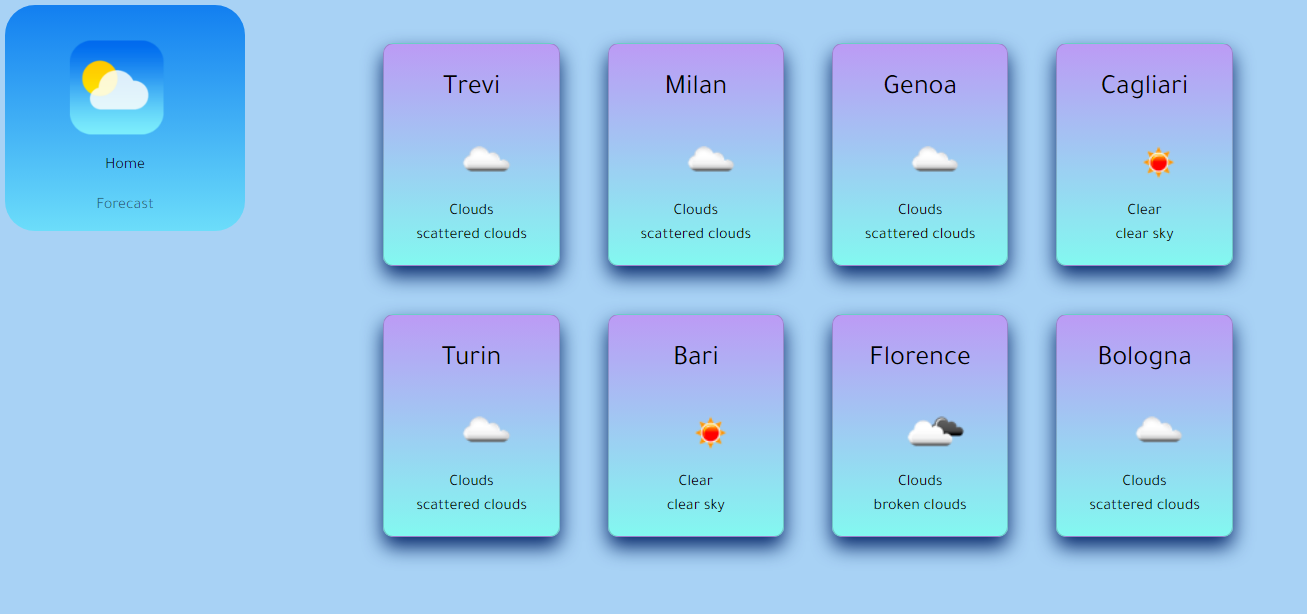 Home
Forecast
Trevi
Clouds
scattered clouds
Milan
Clouds
scattered clouds
Genoa
Clouds
scattered clouds
Cagliari
Clear
clear sky
Turin
Clouds
scattered clouds
Bari
Clear
clear sky
Florence
Clouds
broken clouds
Bologna
Clouds
scattered clouds